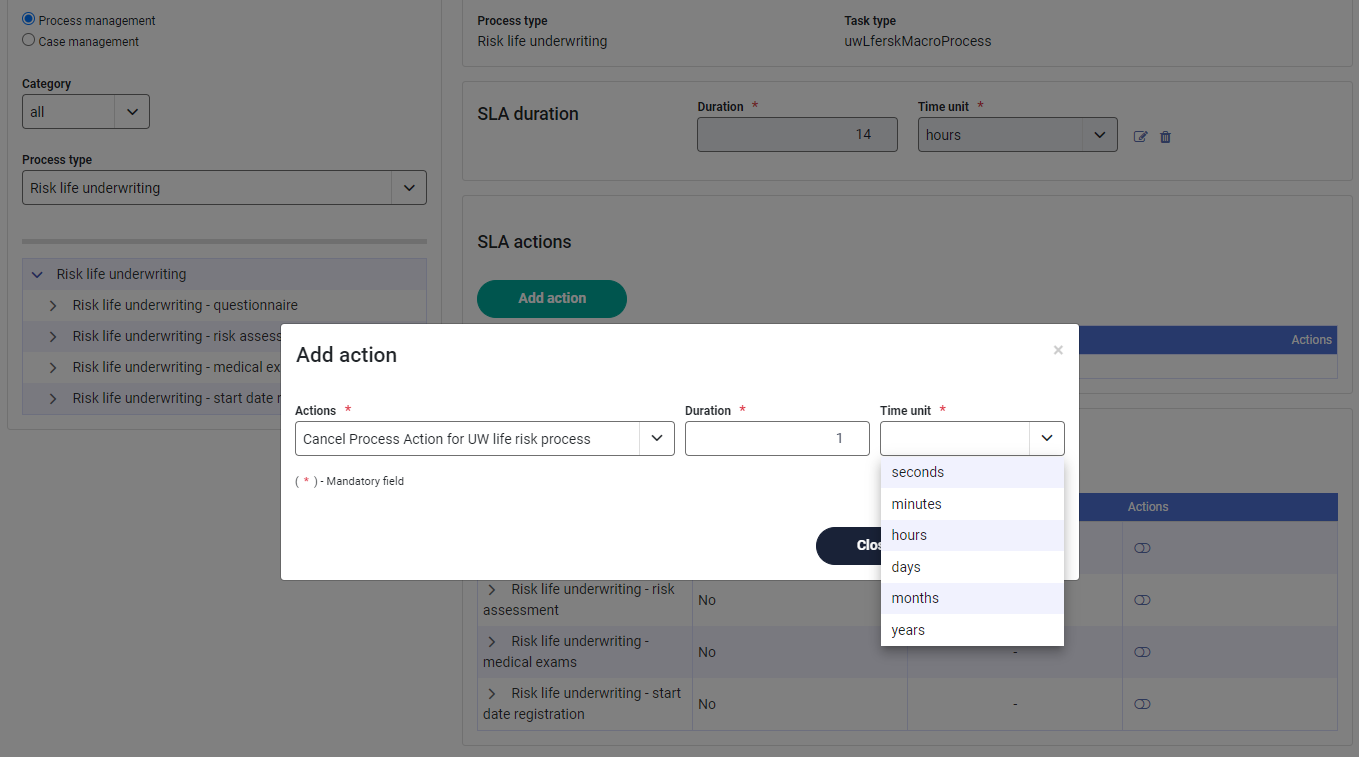 Process management
Case management
Category
all
Process type
Risk life underwriting
Risk life underwriting
Risk life underwriting - questionnaire
Risk life underwriting - risk assess
Risk life underwriting - medical ex
Risk life underwriting - start date r
Process type
Task type
Risk life underwriting
uwLferskMacroProcess
SLA duration
Duration *
Time unit *
14
hours
SLA actions
Add action
Actions
Add action
×
Actions *
Duration *
Time unit *
Cancel Process Action for UW life risk process
1
( * ) - Mandatory field
seconds
minutes
hours
days
months
years
Clos
Actions
Risk life underwriting - risk
assessment
No
Risk life underwriting -
medical exams
No
-
Risk life underwriting - start
date registration
No
-